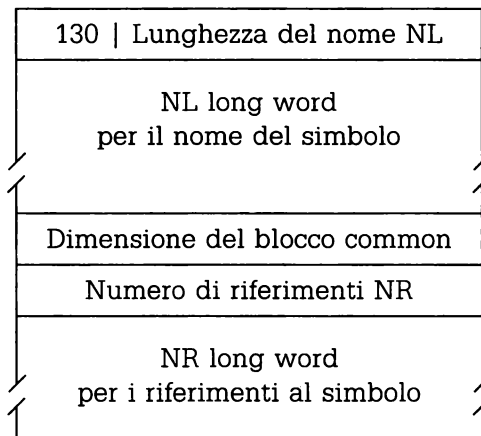 130 | Lunghezza del nome NL
NL long word
per il nome del simbolo
Dimensione del blocco common
Numero di riferimenti NR
NR long word
per i riferimenti al simbolo